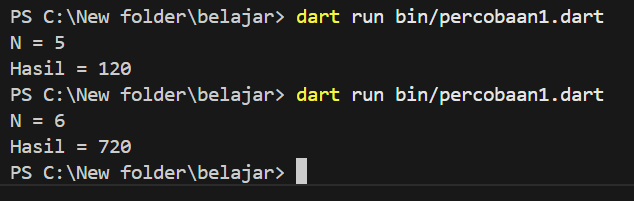 PS C:\New folder\belajar> dart run bin/percobaan1.dart
N = 5
Hasil = 120
PS C:\New folder\belajar> dart run bin/percobaan1.dart
N = 6
Hasil = 720
PS C:\New folder\belajar>